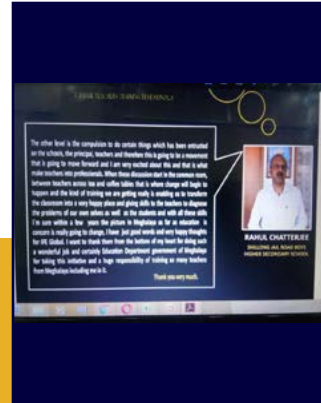 The other level is the compulsion to do certain things which has been entrusted
on the schools, the principal, teachers and therefore this is going to be a movement
that is going to move forward and I am very excited about this and that is what
make teachers into professionals. When these discussion start in the common room,
between teachers across tea and coffee tables that is where change will begin to
happen and the kind of training we are getting really is enabling us to transform
the classroom into a very happy place and giving skills to the teachers to diagnose
the problems of our own selves as well as the students and with all these skills
I'm sure within a few years the picture in Meghalaya as far as education is
concern is really going to change, I have just good words and very happy thoughts
for IPE Global. I want to thank them from the bottom of my heart for doing such
a wonderful job and certainly Education Department government of Meghalaya
for taking this initiative and a huge responsibility of training so many teachers
from Meghalaya including me in it.
Thank you very much.
RAHUL CHATTERJEE
SHILLONG JAIL ROAD BOYS
HIGHER SECONDARY SCHOOL